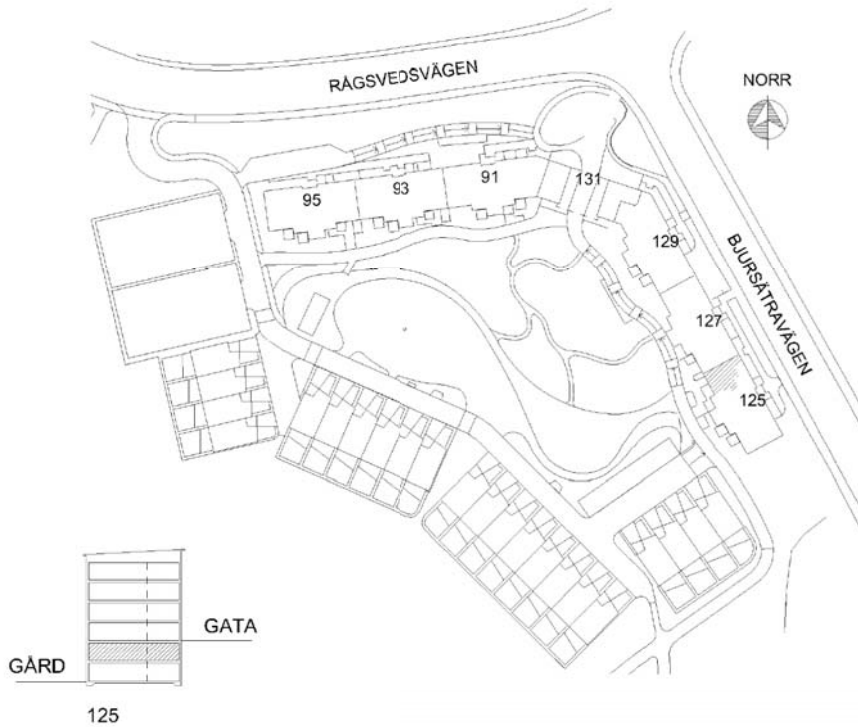 RÅGSVEDSVÄGEN
NORR
91
131
93
95
129
BJURSÄTRAVÄGEN
127
125
GATA
GÅRD
125